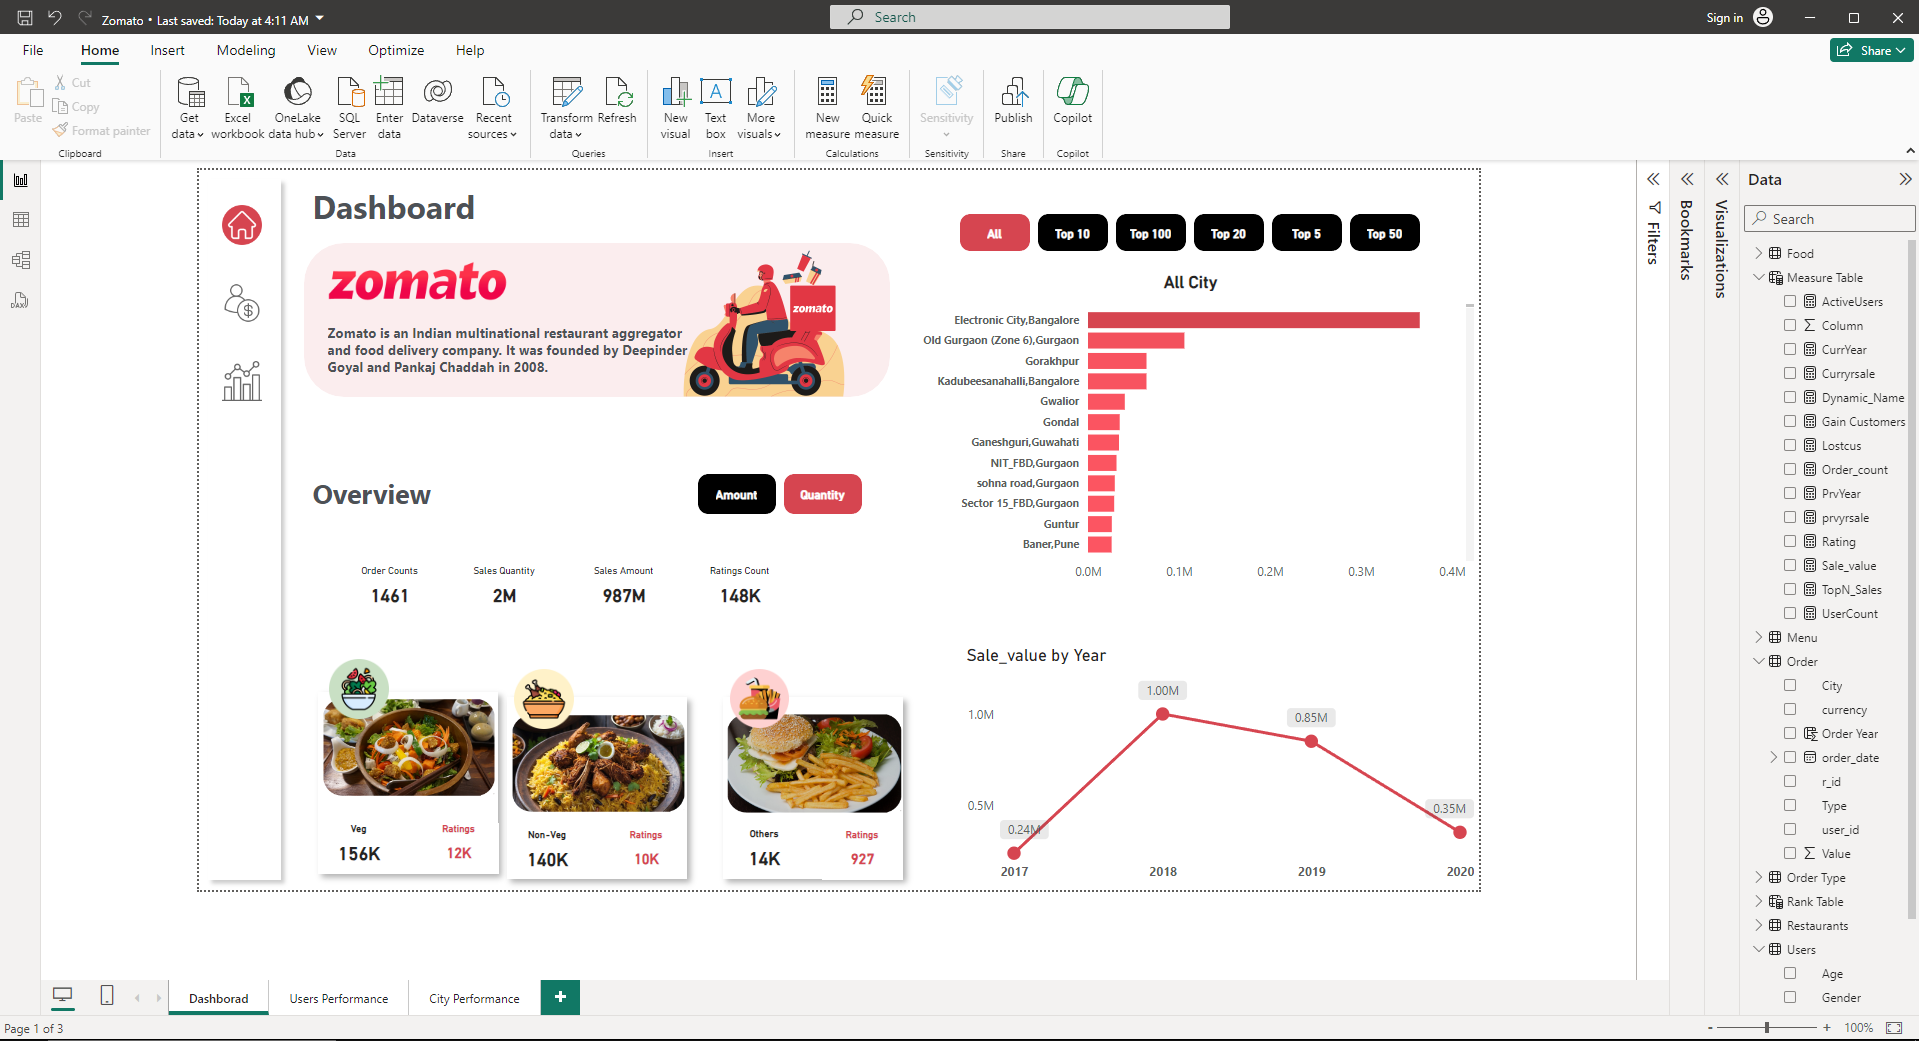 Zomato • Last saved: Today at 4:11 AM
Search
Sign in
File
Home
Insert
Modeling
View
Optimize
Help
Share
Paste
Cut
Copy
Format painter
Clipboard
Get data
Excel workbook
OneLake data hub
SQL Server
Enter data
Dataverse
Recent sources
Data
Transform data
Refresh
Queries
New visual
Text box
More visuals
Insert
New measure
Quick measure
Calculations
Sensitivity
Sensitivity
Publish
Share
Copilot
Copilot
Dashboard
zomato
Zomato is an Indian multinational restaurant aggregator
and food delivery company. It was founded by Deepinder
Goyal and Pankaj Chaddah in 2008.
zomato
Overview
Amount
Quantity
Order Counts
1461
Sales Quantity
2M
Sales Amount
987M
Ratings Count
148K
Veg
156K
Ratings
12K
Non-Veg
140K
Ratings
10K
Others
14K
Ratings
927
All
Top 10
Top 100
Top 20
Top 5
Top 50
All City
Electronic City,Bangalore
Old Gurgaon (Zone 6),Gurgaon
Gorakhpur
Kadubeesanahalli,Bangalore
Gwalior
Gondal
Ganeshguri,Guwahati
NIT_FBD,Gurgaon
sohna road,Gurgaon
Sector 15_FBD,Gurgaon
Guntur
Baner,Pune
0.0M
0.1M
0.2M
0.3M
0.4M
Sale_value by Year
1.0M
0.5M
0.24M
1.00M
0.85M
0.35M
2017
2018
2019
2020
Filters
Bookmarks
Visualizations
Data
Search
Food
Measure Table
ActiveUsers
Column
CurrYear
Curryrsale
Dynamic_Name
Gain Customers
Lostcus
Order_count
PrvYear
prvyrsale
Rating
Sale_value
TopN_Sales
UserCount
Menu
Order
City
currency
Order Year
order_date
r_id
Type
user_id
Value
Order Type
Rank Table
Restaurants
Users
Age
Gender
Dashborad
Users Performance
City Performance
Page 1 of 3
100%
DAX